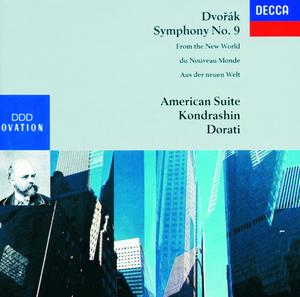 DECCA
Dvořák
Symphony No. 9
From the New World
du Nouveau Monde
Aus der neuen Welt
American Suite
Kondrashin
Dorati
DDD
OVATION